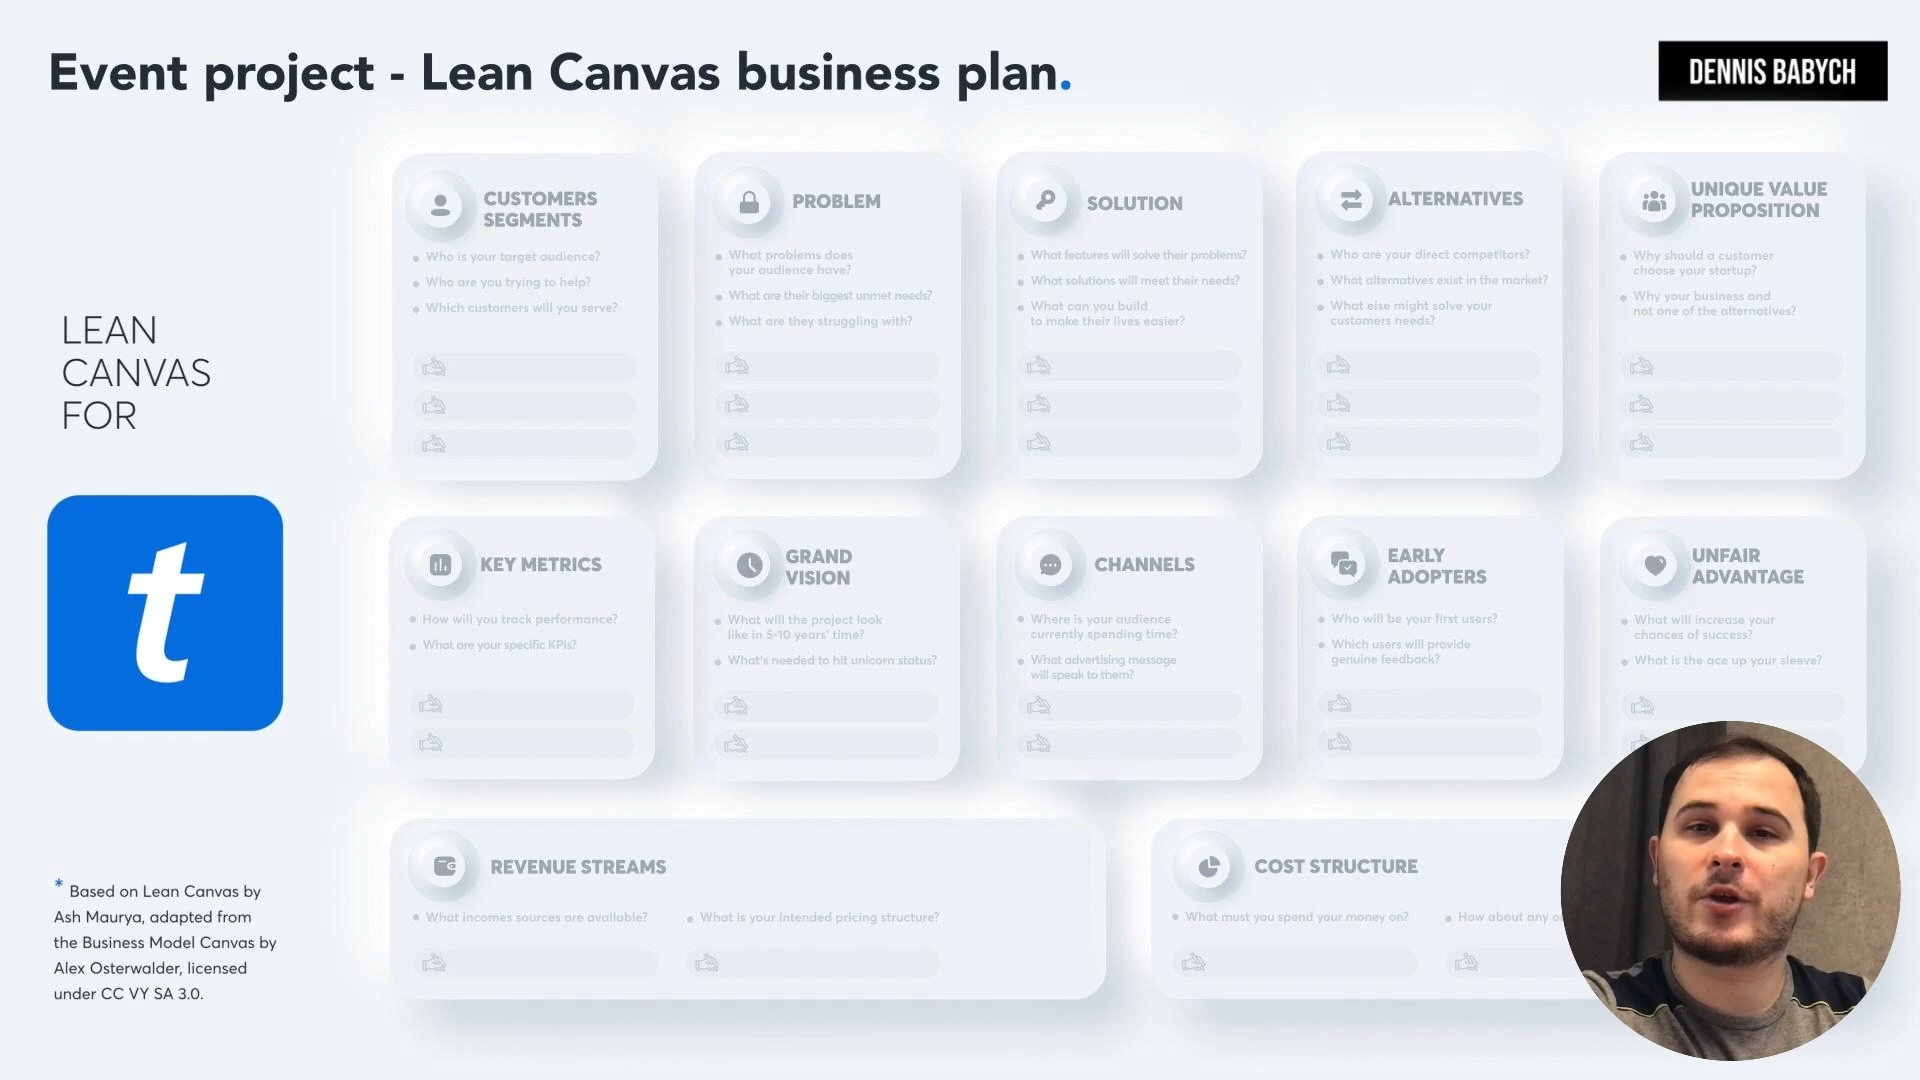 Event project - Lean Canvas business plan.
DENNIS BABYCH
LEAN
CANVAS
FOR
t
* Based on Lean Canvas by
Ash Maurya, adapted from
the Business Model Canvas by
Alex Osterwalder, licensed
under CC VY SA 3.0.
CUSTOMERS
SEGMENTS
Who is your target audience?
Who are you trying to help?
Which customers will you serve?
PROBLEM
What problems does
your audience have?
What are their biggest unmet needs?
What are they struggling with?
SOLUTION
What features will solve their problems?
What solutions will meet their needs?
What can you build
to make their lives easier?
ALTERNATIVES
Who are your direct competitors?
What alternatives exist in the market?
What else might solve your
customers needs?
UNIQUE VALUE
PROPOSITION
Why should a customer
choose your startup?
Why your business and
not one of the alternatives?
KEY METRICS
How will you track performance?
What are your specific KPIs?
GRAND
VISION
What will the project look
like in 5-10 years' time?
What's needed to hit unicorn status?
CHANNELS
Where is your audience
currently spending time?
What advertising message
will speak to them?
EARLY
ADOPTERS
Who will be your first users?
Which users will provide
genuine feedback?
UNFAIR
ADVANTAGE
What will increase your
chances of success?
What is the ace up your sleeve?
REVENUE STREAMS
What incomes sources are available?
What is your intended pricing structure?
COST STRUCTURE
What must you spend your money on?
How about any